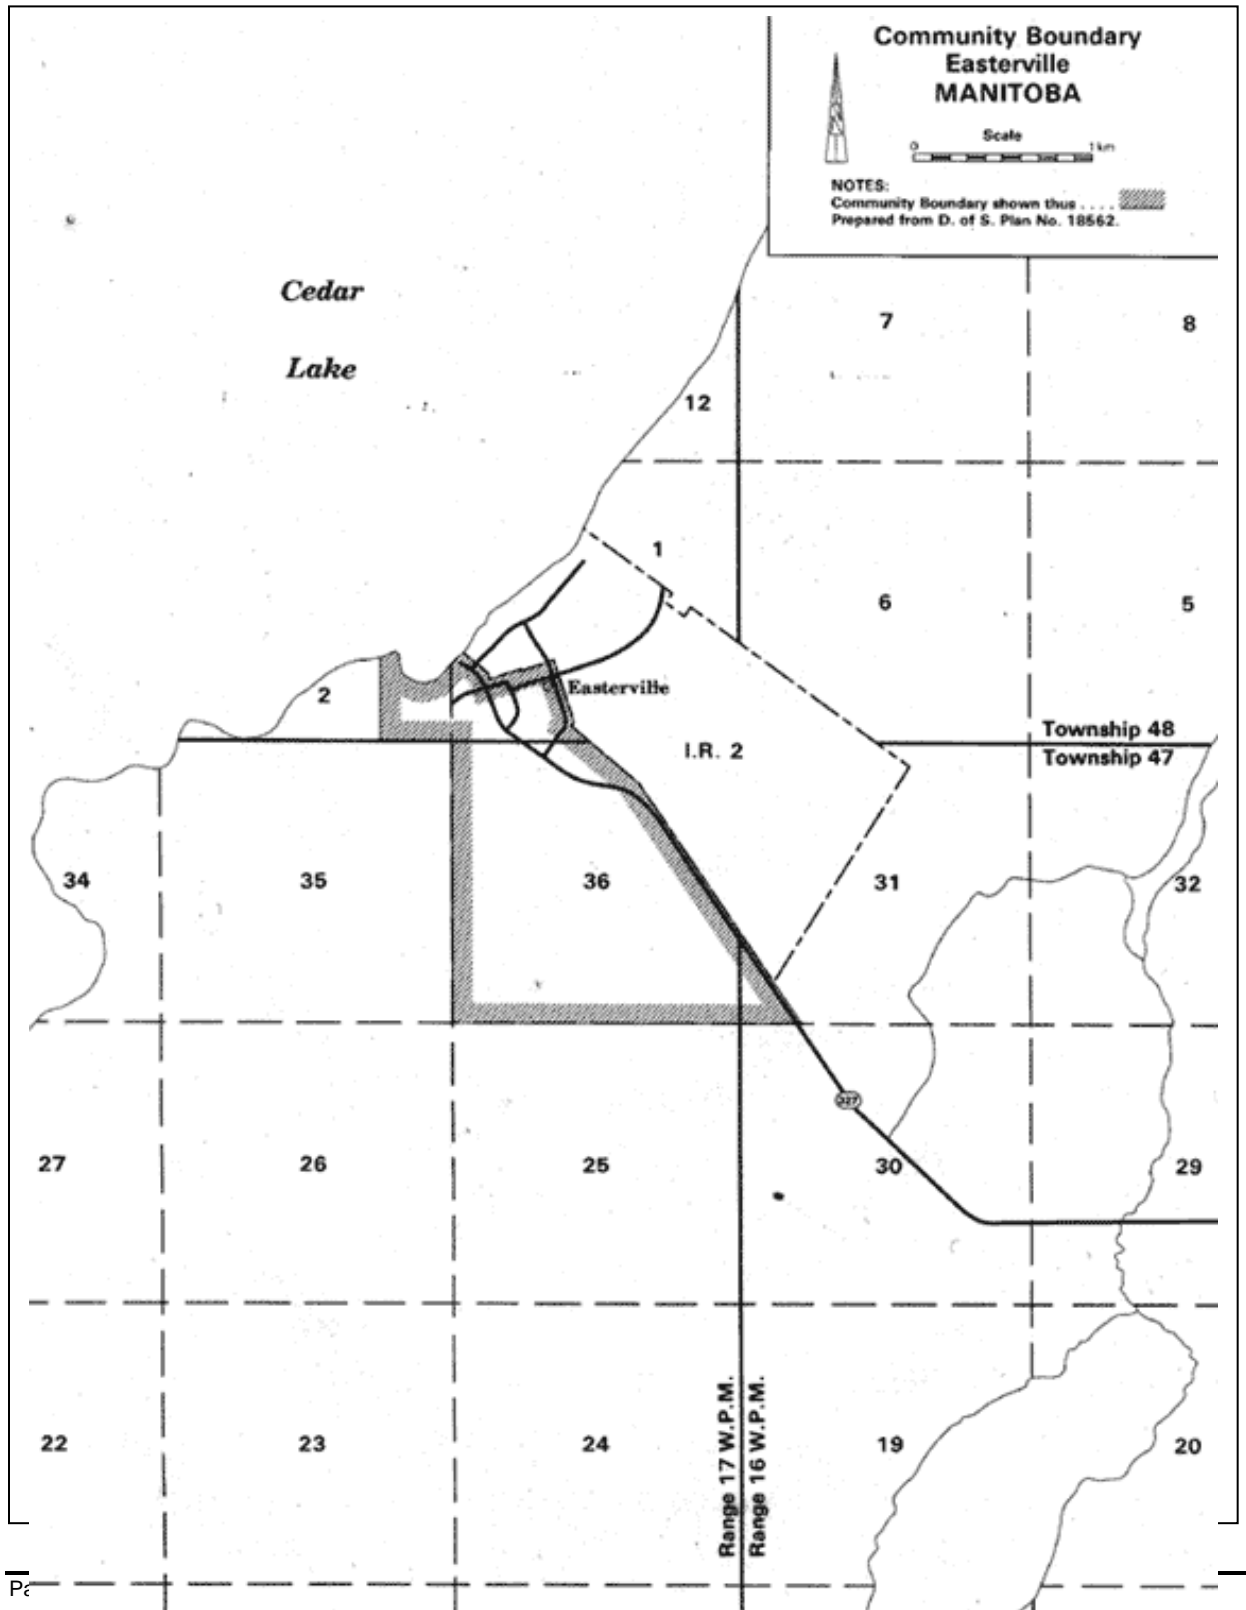 Community Boundary
Easterville
MANITOBA
Scale
0 1 km
NOTES:
Community Boundary shown thus . . . .
Prepared from D. of S. Plan No. 18562.
Cedar
Lake
7
8
12
1
6
5
2
Easterville
I.R. 2
Township 48
Township 47
34
35
36
31
32
327
27
26
25
30
29
Range 17 W.P.M.
Range 16 W.P.M.
22
23
24
19
20